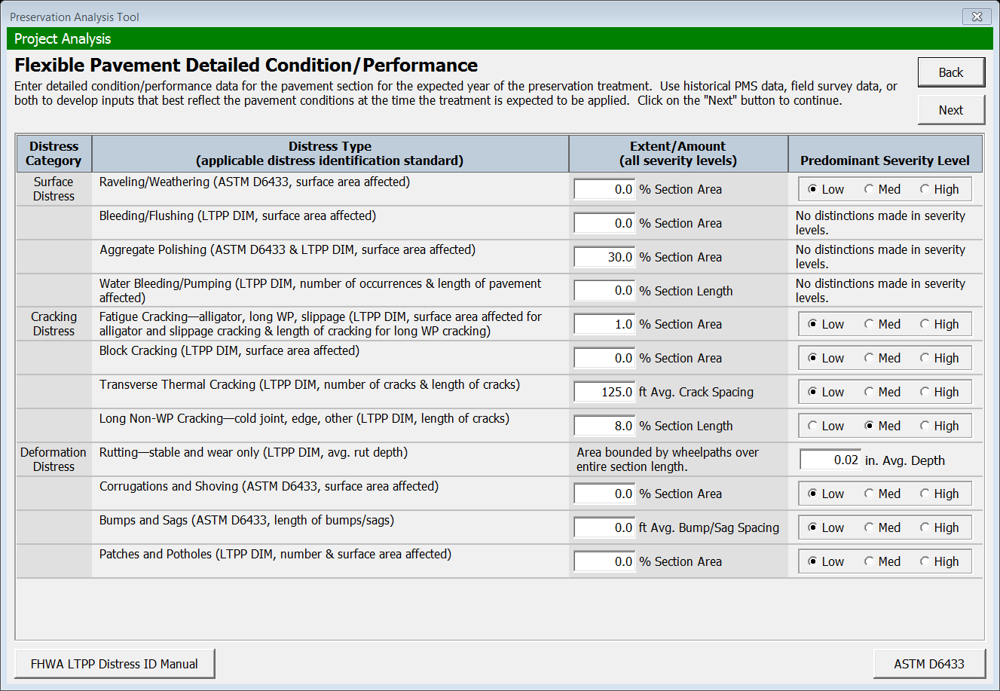 Preservation Analysis Tool
Project Analysis
Flexible Pavement Detailed Condition/Performance
Enter detailed condition/performance data for the pavement section for the expected year of the preservation treatment.  Use historical PMS data, field survey data, or
both to develop inputs that best reflect the pavement conditions at the time the treatment is expected to be applied.  Click on the "Next" button to continue.
Back
Next
Distress
Category
Distress Type
(applicable distress identification standard)
Extent/Amount
(all severity levels)
Predominant Severity Level
Surface
Distress
Raveling/Weathering (ASTM D6433, surface area affected)
0.0 % Section Area
Low Med High
Bleeding/Flushing (LTPP DIM, surface area affected)
0.0 % Section Area
No distinctions made in severity
levels.
Aggregate Polishing (ASTM D6433 & LTPP DIM, surface area affected)
30.0 % Section Area
No distinctions made in severity
levels.
Water Bleeding/Pumping (LTPP DIM, number of occurrences & length of pavement
affected)
0.0 % Section Length
No distinctions made in severity
levels.
Cracking
Distress
Fatigue Cracking—alligator, long WP, slippage (LTPP DIM, surface area affected for
alligator and slippage cracking & length of cracking for long WP cracking)
1.0 % Section Area
Low Med High
Block Cracking (LTPP DIM, surface area affected)
0.0 % Section Area
Low Med High
Transverse Thermal Cracking (LTPP DIM, number of cracks & length of cracks)
125.0 ft Avg. Crack Spacing
Low Med High
Long Non-WP Cracking—cold joint, edge, other (LTPP DIM, length of cracks)
8.0 % Section Length
Low Med High
Deformation
Distress
Rutting—stable and wear only (LTPP DIM, avg. rut depth)
Area bounded by wheelpaths over
entire section length.
0.02 in. Avg. Depth
Corrugations and Shoving (ASTM D6433, surface area affected)
0.0 % Section Area
Low Med High
Bumps and Sags (ASTM D6433, length of bumps/sags)
0.0 ft Avg. Bump/Sag Spacing
Low Med High
Patches and Potholes (LTPP DIM, number & surface area affected)
0.0 % Section Area
Low Med High
FHWA LTPP Distress ID Manual
ASTM D6433